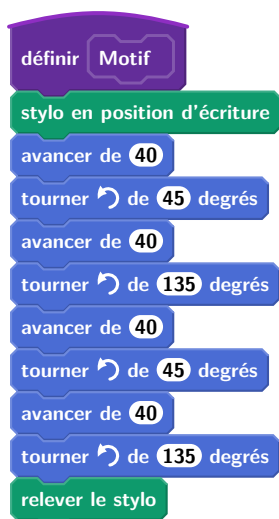 définir Motif
stylo en position d'écriture
avancer de 40
tourner de 45 degrés
avancer de 40
tourner de 135 degrés
avancer de 40
tourner de 45 degrés
avancer de 40
tourner de 135 degrés
relever le stylo